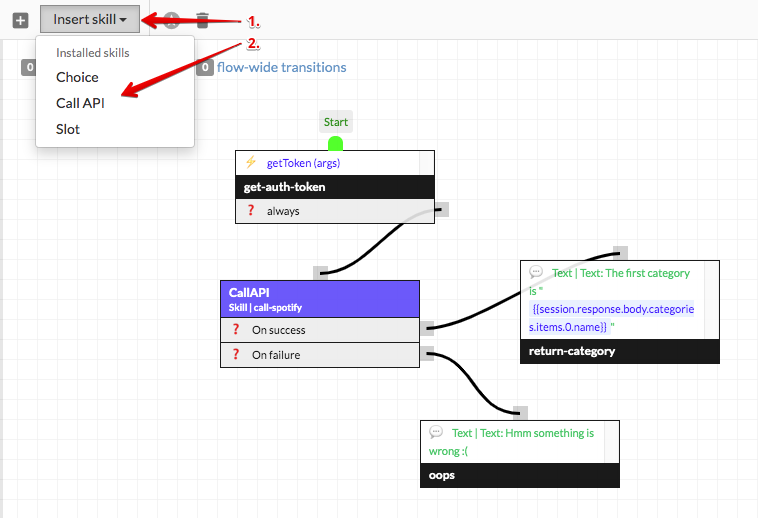 Insert skill
1.
2.
Installed skills
Choice
Call API
Slot
0
0 flow-wide transitions
Start
getToken (args)
get-auth-token
? always
CallAPI
Skill | call-spotify
? On success
? On failure
Text | Text: The first category
is "
{{session.response.body.categorie
s.items.0.name}} "
return-category
Text | Text: Hmm something is
wrong :(
oops